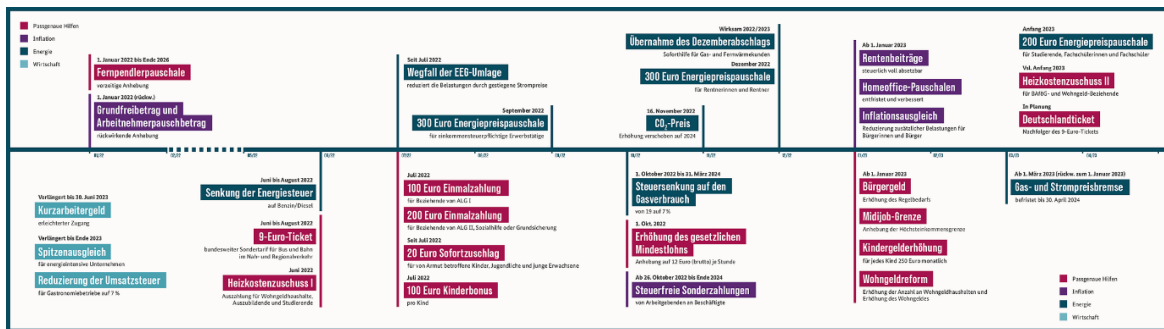 Passgenaue Hilfen
Inflation
Energie
Wirtschaft
1. Januar 2022 bis Ende 2026
Fernpendlerpauschale
vorzeitige Anhebung
1. Januar 2022 (rückw.)
Grundfreibetrag und
Arbeitnehmerpauschbetrag
rückwirkende Anhebung
Seit Juli 2022
Wegfall der EEG-Umlage
reduziert die Belastungen durch gestiegene Strompreise
September 2022
300 Euro Energiepreispauschale
für einkommensteuerpflichtige Erwerbstätige
Wirksam 2022/2023
Übernahme des Dezemberabschlags
Soforthilfe für Gas- und Fernwärmekunden
Dezember 2022
300 Euro Energiepreispauschale
für Rentnerinnen und Rentner
16. November 2022
CO₂-Preis
Erhöhung verschoben auf 2024
Ab 1. Januar 2023
Rentenbeiträge
steuerlich voll absetzbar
Homeoffice-Pauschalen
entfristet und verbessert
Inflationsausgleich
Reduzierung zusätzlicher Belastungen für
Bürgerinnen und Bürger
Anfang 2023
200 Euro Energiepreispauschale
für Studierende, Fachschülerinnen und Fachschüler
Vsl. Anfang 2023
Heizkostenzuschuss II
für BAföG- und Wohngeld-Beziehende
In Planung
Deutschlandticket
Nachfolger des 9-Euro-Tickets
Verlängert bis 30. Juni 2023
Kurzarbeitergeld
erleichterter Zugang
Verlängert bis Ende 2023
Spitzenausgleich
für energieintensive Unternehmen
Reduzierung der Umsatzsteuer
für Gastronomiebetriebe auf 7 %
Juni bis August 2022
Senkung der Energiesteuer
auf Benzin/Diesel
Juni bis August 2022
9-Euro-Ticket
bundesweiter Sondertarif für Bus und Bahn
im Nah- und Regionalverkehr
Juni 2022
Heizkostenzuschuss I
Auszahlung für Wohngeldhaushalte,
Auszubildende und Studierende
Juli 2022
100 Euro Einmalzahlung
für Beziehende von ALG I
200 Euro Einmalzahlung
für Beziehende von ALG II, Sozialhilfe oder Grundsicherung
Seit Juli 2022
20 Euro Sofortzuschlag
für von Armut betroffene Kinder, Jugendliche und junge Erwachsene
Juli 2022
100 Euro Kinderbonus
pro Kind
1. Oktober 2022 bis 31. März 2024
Steuersenkung auf den
Gasverbrauch
von 19 auf 7 %
1. Okt. 2022
Erhöhung des gesetzlichen
Mindestlohns
Anhebung auf 12 Euro (brutto) je Stunde
Ab 26. Oktober 2022 bis Ende 2024
Steuerfreie Sonderzahlungen
von Arbeitgebenden an Beschäftigte
Ab 1. Januar 2023
Bürgergeld
Erhöhung des Regelbedarfs
Midijob-Grenze
Anhebung der Höchsteinkommensgrenze
Kindergelderhöhung
für jedes Kind 250 Euro monatlich
Wohngeldreform
Erhöhung der Anzahl an Wohngeldhaushalten und
Erhöhung des Wohngeldes
Ab 1. März 2023 (rückw. zum 1. Januar 2023)
Gas- und Strompreisbremse
befristet bis 30. April 2024
Passgenaue Hilfen
Inflation
Energie
Wirtschaft